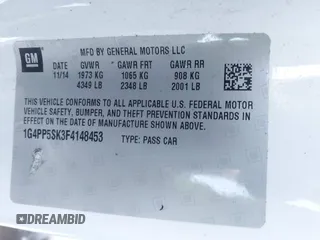 GM
MFD BY GENERAL MOTORS LLC
11/14 GVWR GAWR FRT GAWR RR
1973 KG 1065 KG 908 KG
4349 LB 2348 LB 2001 LB
THIS VEHICLE CONFORMS TO ALL APPLICABLE U.S. FEDERAL MOTOR
VEHICLE SAFETY, BUMPER, AND THEFT PREVENTION STANDARDS
IN EFFECT ON THE DATE OF MANUFACTURE SHOWN ABOVE.
1G4PP5SK3F4148453 TYPE: PASS CAR
DREAMBID